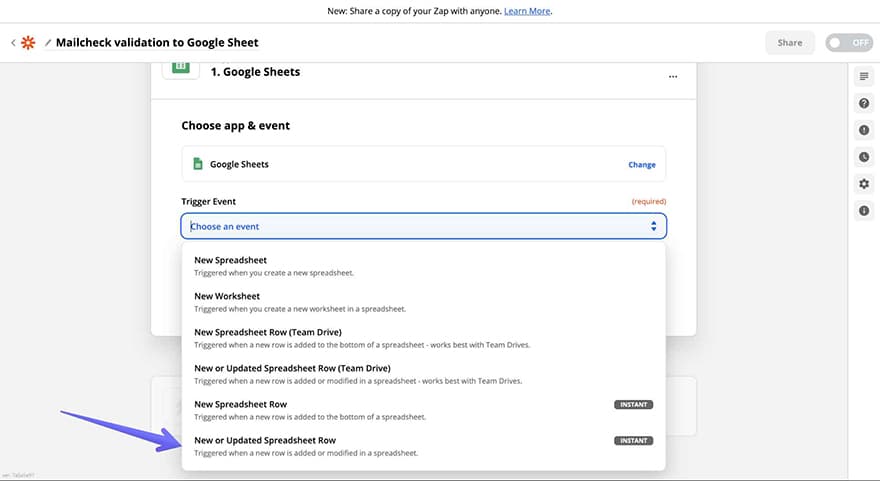 New: Share a copy of your Zap with anyone. Learn More.
Mailcheck validation to Google Sheet
Share
OFF
1. Google Sheets
...
Choose app & event
Google Sheets
Change
Trigger Event
(required)
Choose an event
New Spreadsheet
Triggered when you create a new spreadsheet.
New Worksheet
Triggered when you create a new worksheet in a spreadsheet.
New Spreadsheet Row (Team Drive)
Triggered when a new row is added to the bottom of a spreadsheet - works best with Team Drives.
New or Updated Spreadsheet Row (Team Drive)
Triggered when a new row is added or modified in a spreadsheet - works best with Team Drives.
New Spreadsheet Row
INSTANT
Triggered when a new row is added to the bottom of a spreadsheet.
New or Updated Spreadsheet Row
INSTANT
Triggered when a new row is added or modified in a spreadsheet.